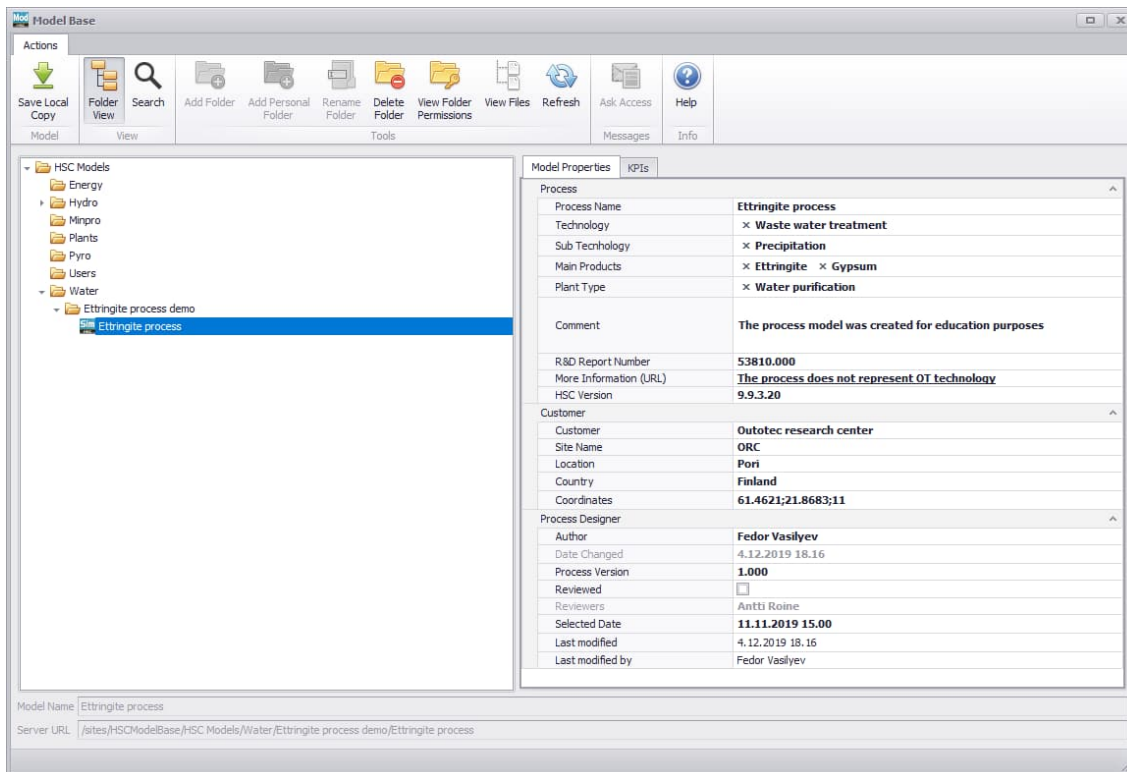 Mod
Model Base
Actions
Save Local Copy
Folder View
Search
Add Folder
Add Personal Folder
Rename Folder
Delete Folder
View Folder Permissions
View Files
Refresh
Ask Access
Help
Model
View
Tools
Messages
Info
HSC Models
Energy
Hydro
Minpro
Plants
Pyro
Users
Water
Ettringite process demo
Sim Ettringite process
Model Properties
KPIs
Process
Process Name Ettringite process
Technology × Waste water treatment
Sub Tecnhology × Precipitation
Main Products × Ettringite × Gypsum
Plant Type × Water purification
Comment The process model was created for education purposes
R&D Report Number 53810.000
More Information (URL) The process does not represent OT technology
HSC Version 9.9.3.20
Customer
Customer Outotec research center
Site Name ORC
Location Pori
Country Finland
Coordinates 61.4621;21.8683;11
Process Designer
Author Fedor Vasilyev
Date Changed 4.12.2019 18.16
Process Version 1.000
Reviewed
Reviewers Antti Roine
Selected Date 11.11.2019 15.00
Last modified 4.12.2019 18.16
Last modified by Fedor Vasilyev
Model Name Ettringite process
Server URL /sites/HSCModelBase/HSC Models/Water/Ettringite process demo/Ettringite process